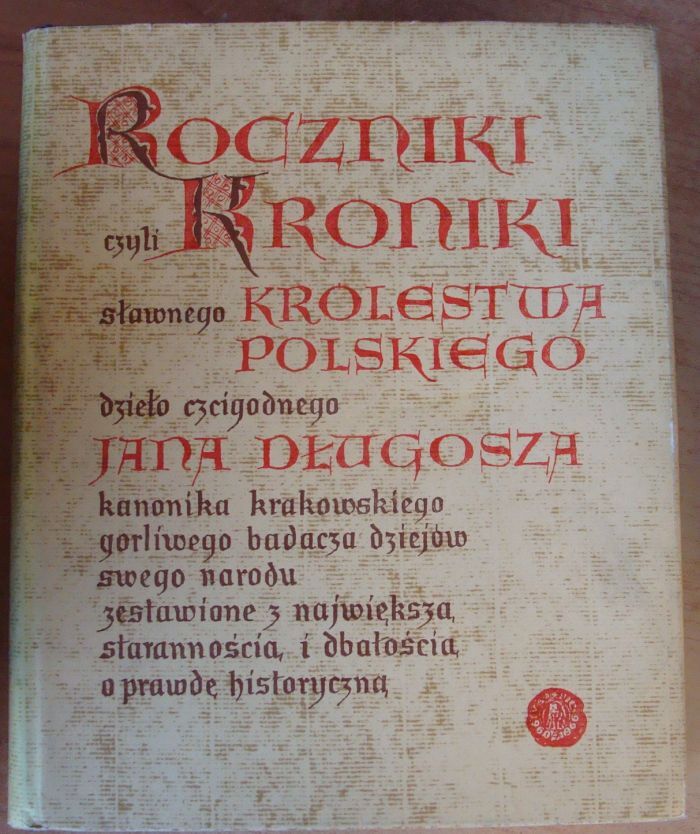 Roczniki
czyli Kroniki
sławnego Krolestwa
Polskiego
dzieło czcigodnego
Jana Długosza
kanonika krakowskiego
gorliwego badacza dziejów
swego narodu
zestawione z największą
starannością i dbałością
o prawdę historyczną